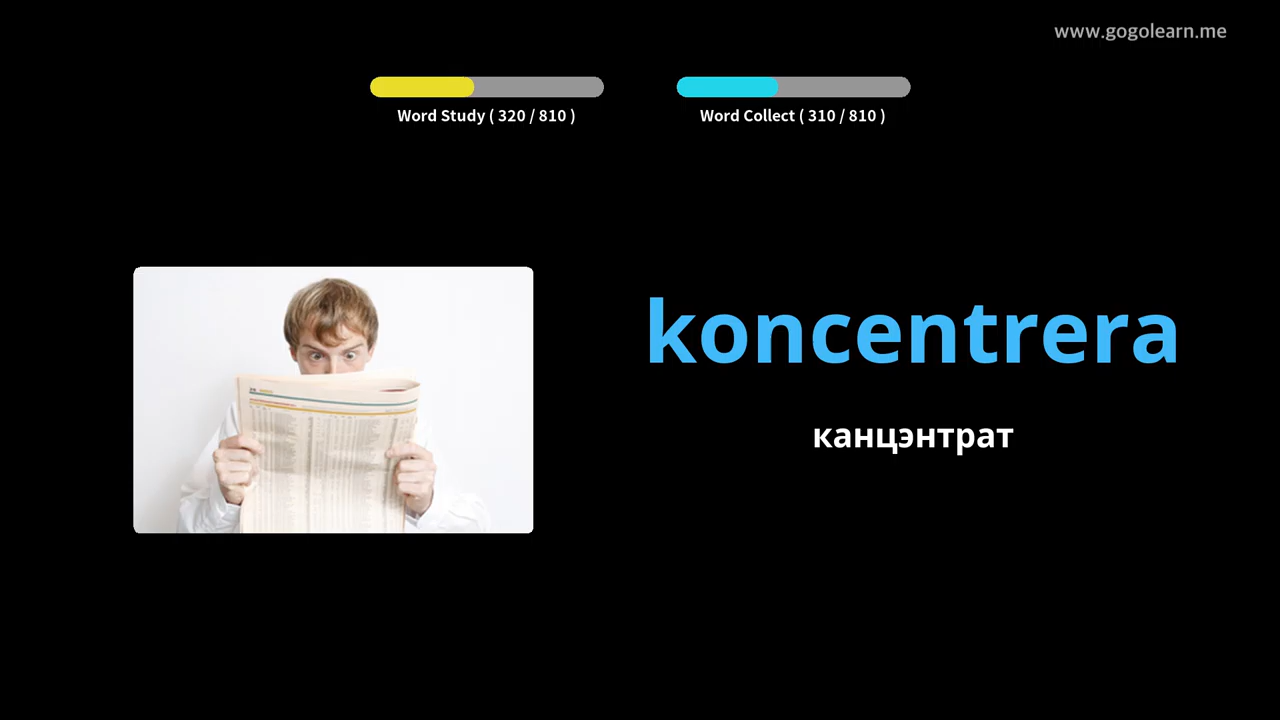 www.gogolearn.me
Word Study ( 320 / 810 )
Word Collect ( 310 / 810 )
koncentrera
канцэнтрат